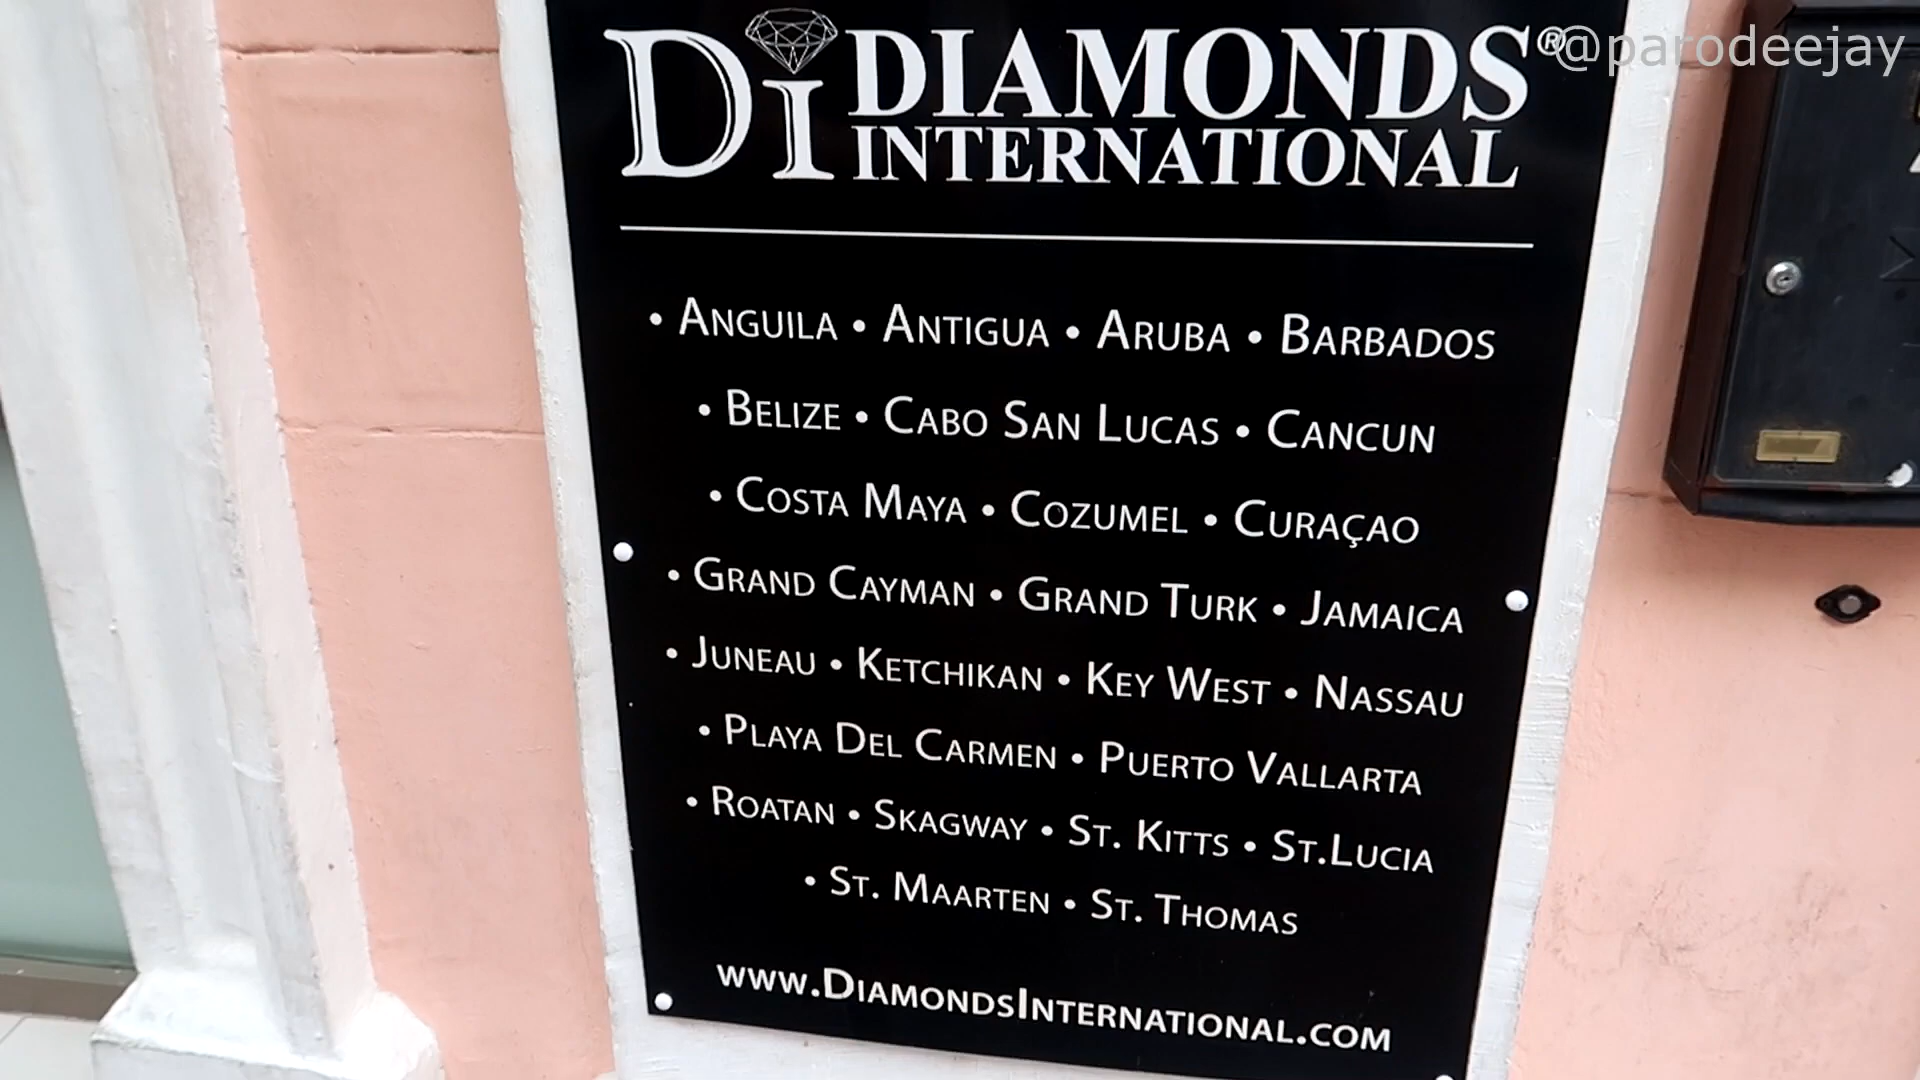 Di DIAMONDS®
INTERNATIONAL
@parodeejay
• ANGUILA • ANTIGUA • ARUBA • BARBADOS
• BELIZE • CABO SAN LUCAS • CANCUN
• COSTA MAYA • COZUMEL • CURAÇAO
• GRAND CAYMAN • GRAND TURK • JAMAICA
• JUNEAU • KETCHIKAN • KEY WEST • NASSAU
• PLAYA DEL CARMEN • PUERTO VALLARTA
• ROATAN • SKAGWAY • ST. KITTS • ST.LUCIA
• ST. MAARTEN • ST. THOMAS
WWW.DIAMONDSINTERNATIONAL.COM